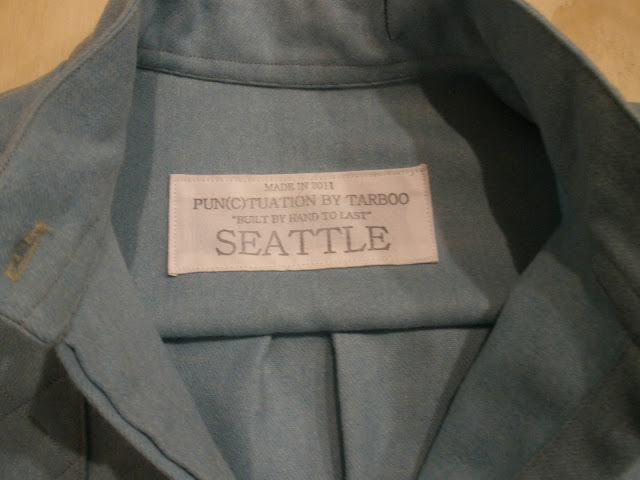 MADE IN 2011
PUN(C)TUATION BY TARBOO
"BUILT BY HAND TO LAST"
SEATTLE